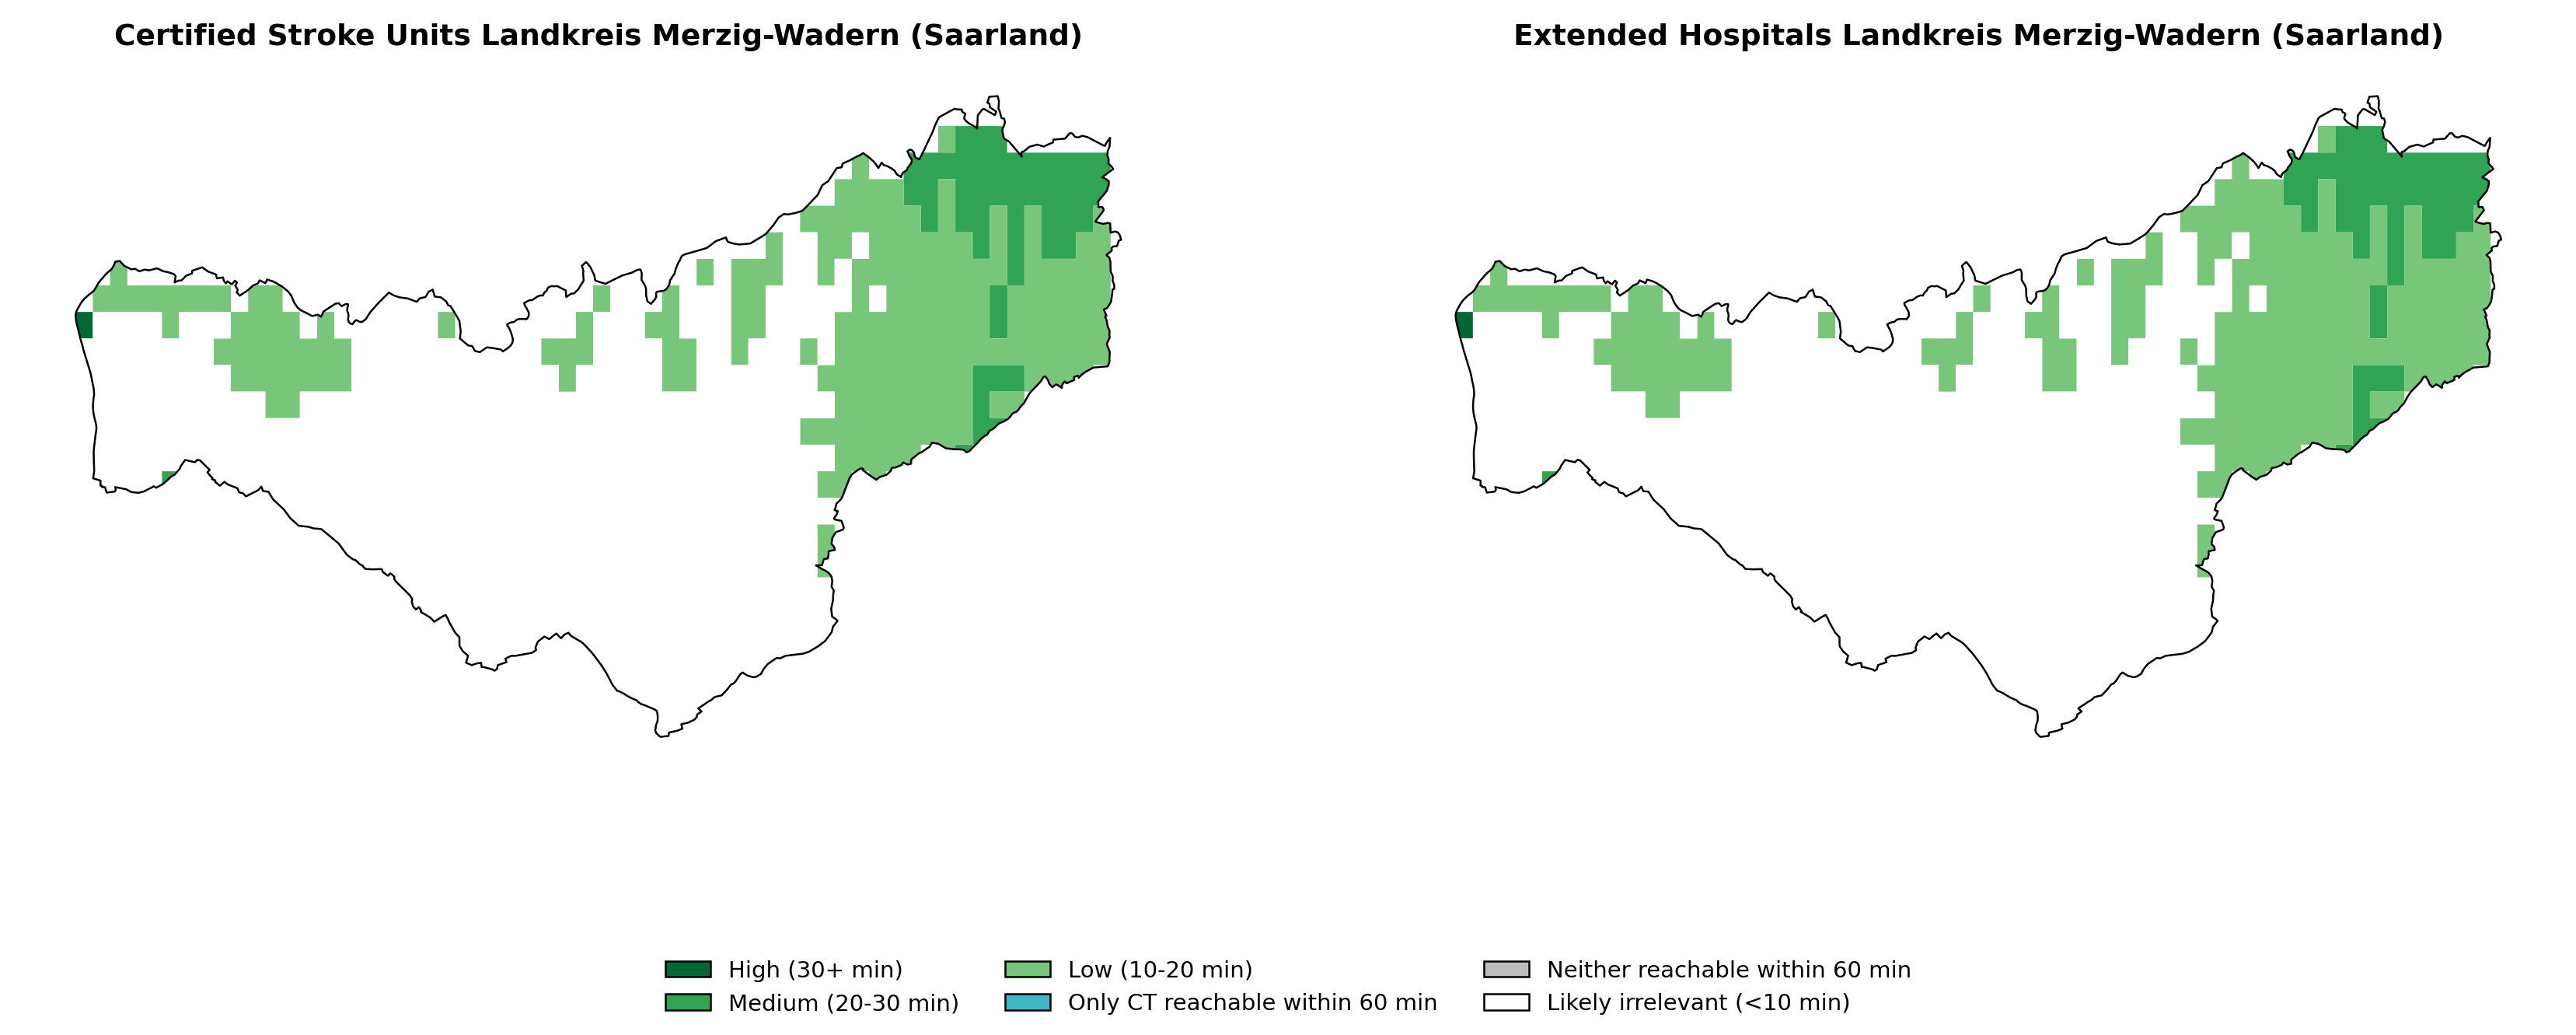 Certified Stroke Units Landkreis Merzig-Wadern (Saarland)
Extended Hospitals Landkreis Merzig-Wadern (Saarland)
High (30+ min)
Medium (20-30 min)
Low (10-20 min)
Only CT reachable within 60 min
Neither reachable within 60 min
Likely irrelevant (<10 min)